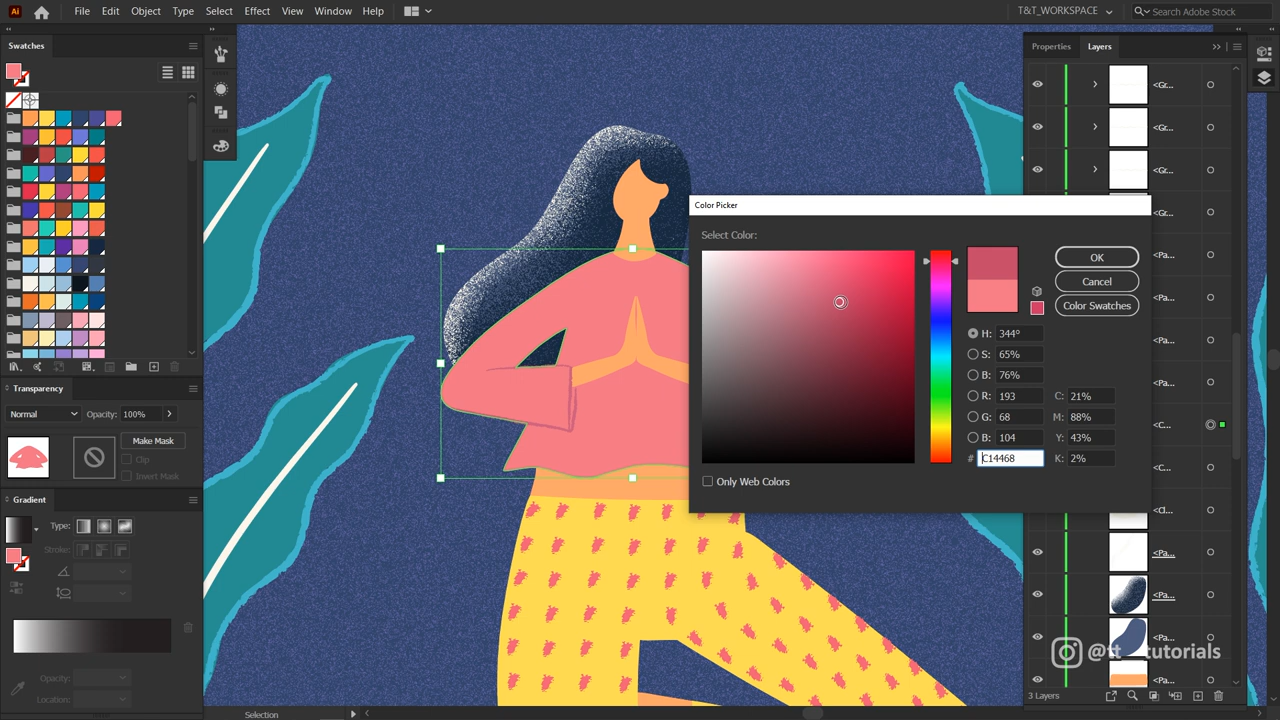 Ai File Edit Object Type Select Effect View Window Help T&T_WORKSPACE Search Adobe Stock
Swatches
Properties Layers
<Gr...
<Gr...
<Gr...
<Gr...
<Pa...
<Pa...
<Pa...
<Pa...
<C...
<Cl...
<Pa...
<Pa...
<Pa...
<Pa...
3 Layers
Color Picker
Select Color:
OK
Cancel
Color Swatches
H: 344°
S: 65%
B: 76%
R: 193 C: 21%
G: 68 M: 88%
B: 104 Y: 43%
# C14468 K: 2%
Only Web Colors
Transparency
Normal Opacity: 100%
Make Mask
Clip
Invert Mask
Gradient
Type:
Stroke:
Opacity:
Location:
Selection
@tt__tutorials